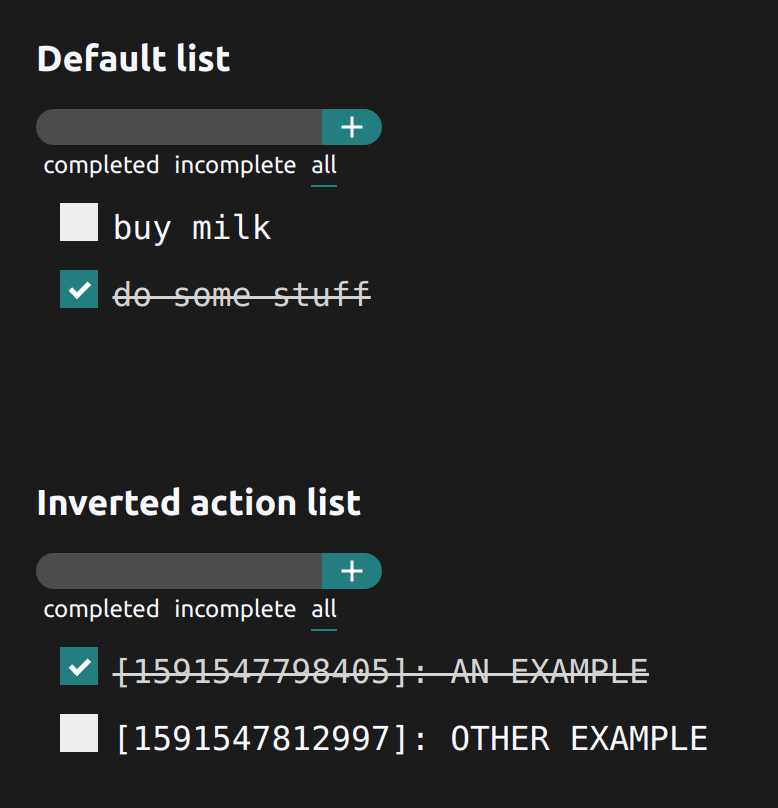 Default list
+
completed incomplete all
buy milk
do some stuff
Inverted action list
+
completed incomplete all
[1591547798405]: AN EXAMPLE
[1591547812997]: OTHER EXAMPLE